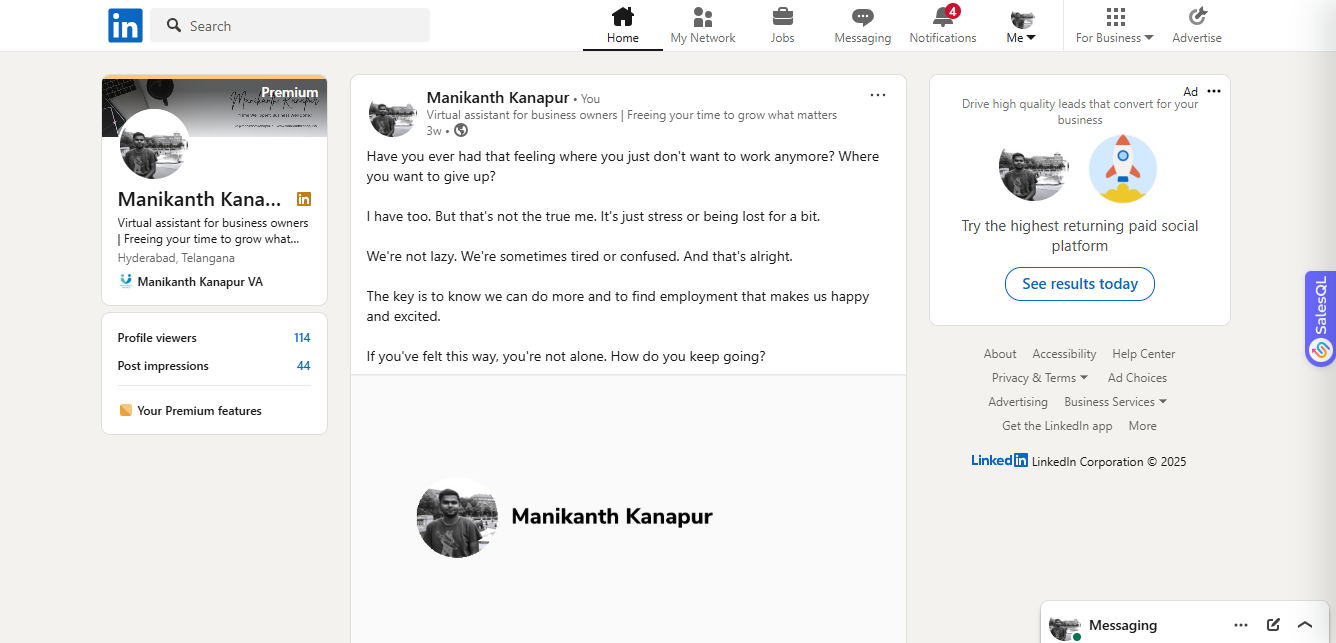 in
Search
Home
My Network
Jobs
Messaging
4
Notifications
Me
For Business
Advertise
Premium
Manikanth Kanapur
Manikanth Kana...
in
Virtual assistant for business owners
| Freeing your time to grow what...
Hyderabad, Telangana
Manikanth Kanapur VA
Profile viewers 114
Post impressions 44
Your Premium features
Manikanth Kanapur • You
Virtual assistant for business owners | Freeing your time to grow what matters
3w •
Have you ever had that feeling where you just don't want to work anymore? Where
you want to give up?
I have too. But that's not the true me. It's just stress or being lost for a bit.
We're not lazy. We're sometimes tired or confused. And that's alright.
The key is to know we can do more and to find employment that makes us happy
and excited.
If you've felt this way, you're not alone. How do you keep going?
Manikanth Kanapur
Ad
Drive high quality leads that convert for your
business
Try the highest returning paid social
platform
See results today
About Accessibility Help Center
Privacy & Terms Ad Choices
Advertising Business Services
Get the LinkedIn app More
LinkedIn LinkedIn Corporation © 2025
SalesQL
Messaging